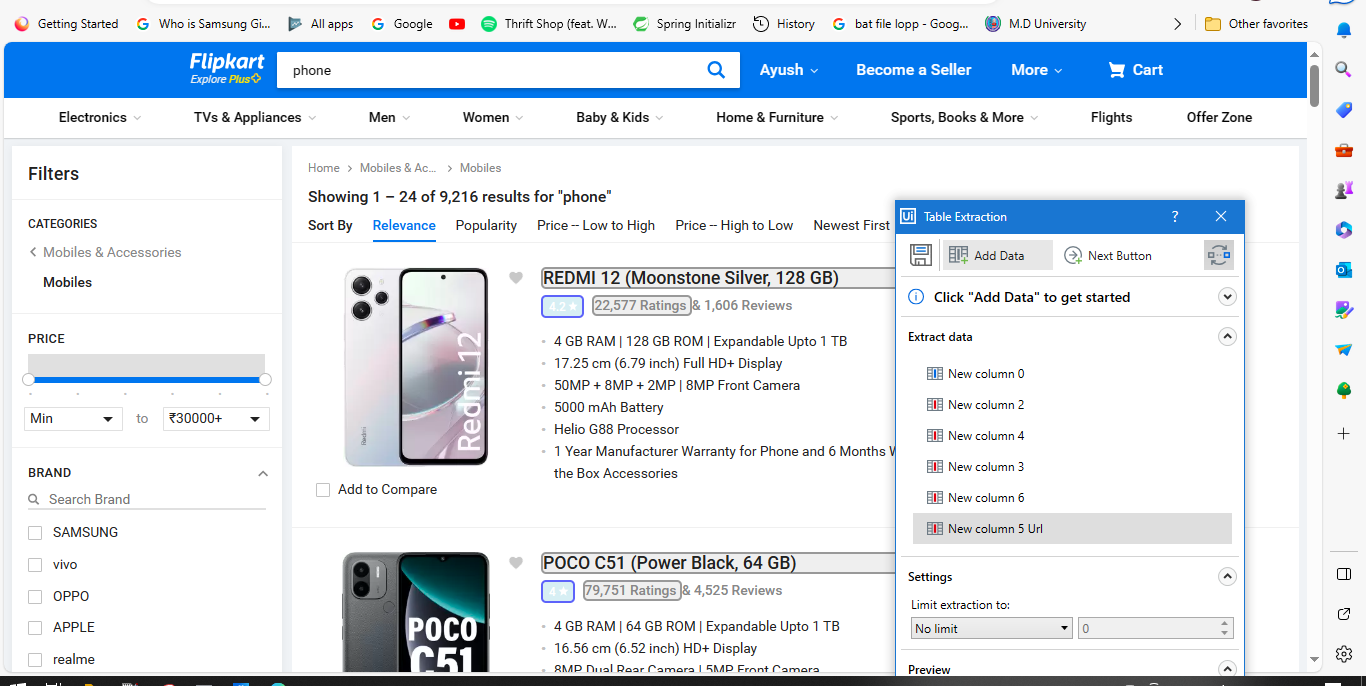 Getting Started Who is Samsung Gi... All apps Google Thrift Shop (feat. W... Spring Initializr History bat file lopp - Goog... M.D University Other favorites
Flipkart
Explore Plus
phone
Ayush Become a Seller More Cart
Electronics TVs & Appliances Men Women Baby & Kids Home & Furniture Sports, Books & More Flights Offer Zone
Filters
CATEGORIES
Mobiles & Accessories
Mobiles
PRICE
Min to ₹30000+
BRAND
Search Brand
SAMSUNG
vivo
OPPO
APPLE
realme
Home Mobiles & Ac... Mobiles
Showing 1 – 24 of 9,216 results for "phone"
Sort By Relevance Popularity Price -- Low to High Price -- High to Low Newest First
Redmi 12
Redmi
Add to Compare
REDMI 12 (Moonstone Silver, 128 GB)
4.2 ★ 22,577 Ratings & 1,606 Reviews
4 GB RAM | 128 GB ROM | Expandable Upto 1 TB
17.25 cm (6.79 inch) Full HD+ Display
50MP + 8MP + 2MP | 8MP Front Camera
5000 mAh Battery
Helio G88 Processor
1 Year Manufacturer Warranty for Phone and 6 Months W
the Box Accessories
POCO
C51
POCO C51 (Power Black, 64 GB)
4 ★ 79,751 Ratings & 4,525 Reviews
4 GB RAM | 64 GB ROM | Expandable Upto 1 TB
16.56 cm (6.52 inch) HD+ Display
8MP Dual Rear Camera | 5MP Front Camera
Ui Table Extraction ?
Add Data Next Button
Click "Add Data" to get started
Extract data
New column 0
New column 2
New column 4
New column 3
New column 6
New column 5 Url
Settings
Limit extraction to:
No limit 0
Preview